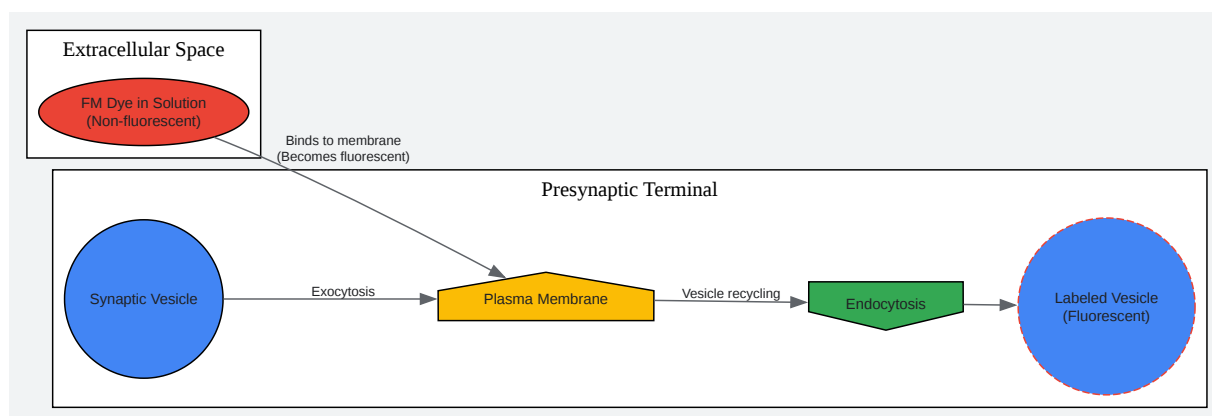 Extracellular Space
FM Dye in Solution
(Non-fluorescent)
Binds to membrane
(Becomes fluorescent)
Presynaptic Terminal
Synaptic Vesicle
Exocytosis
Plasma Membrane
Vesicle recycling
Endocytosis
Labeled Vesicle
(Fluorescent)